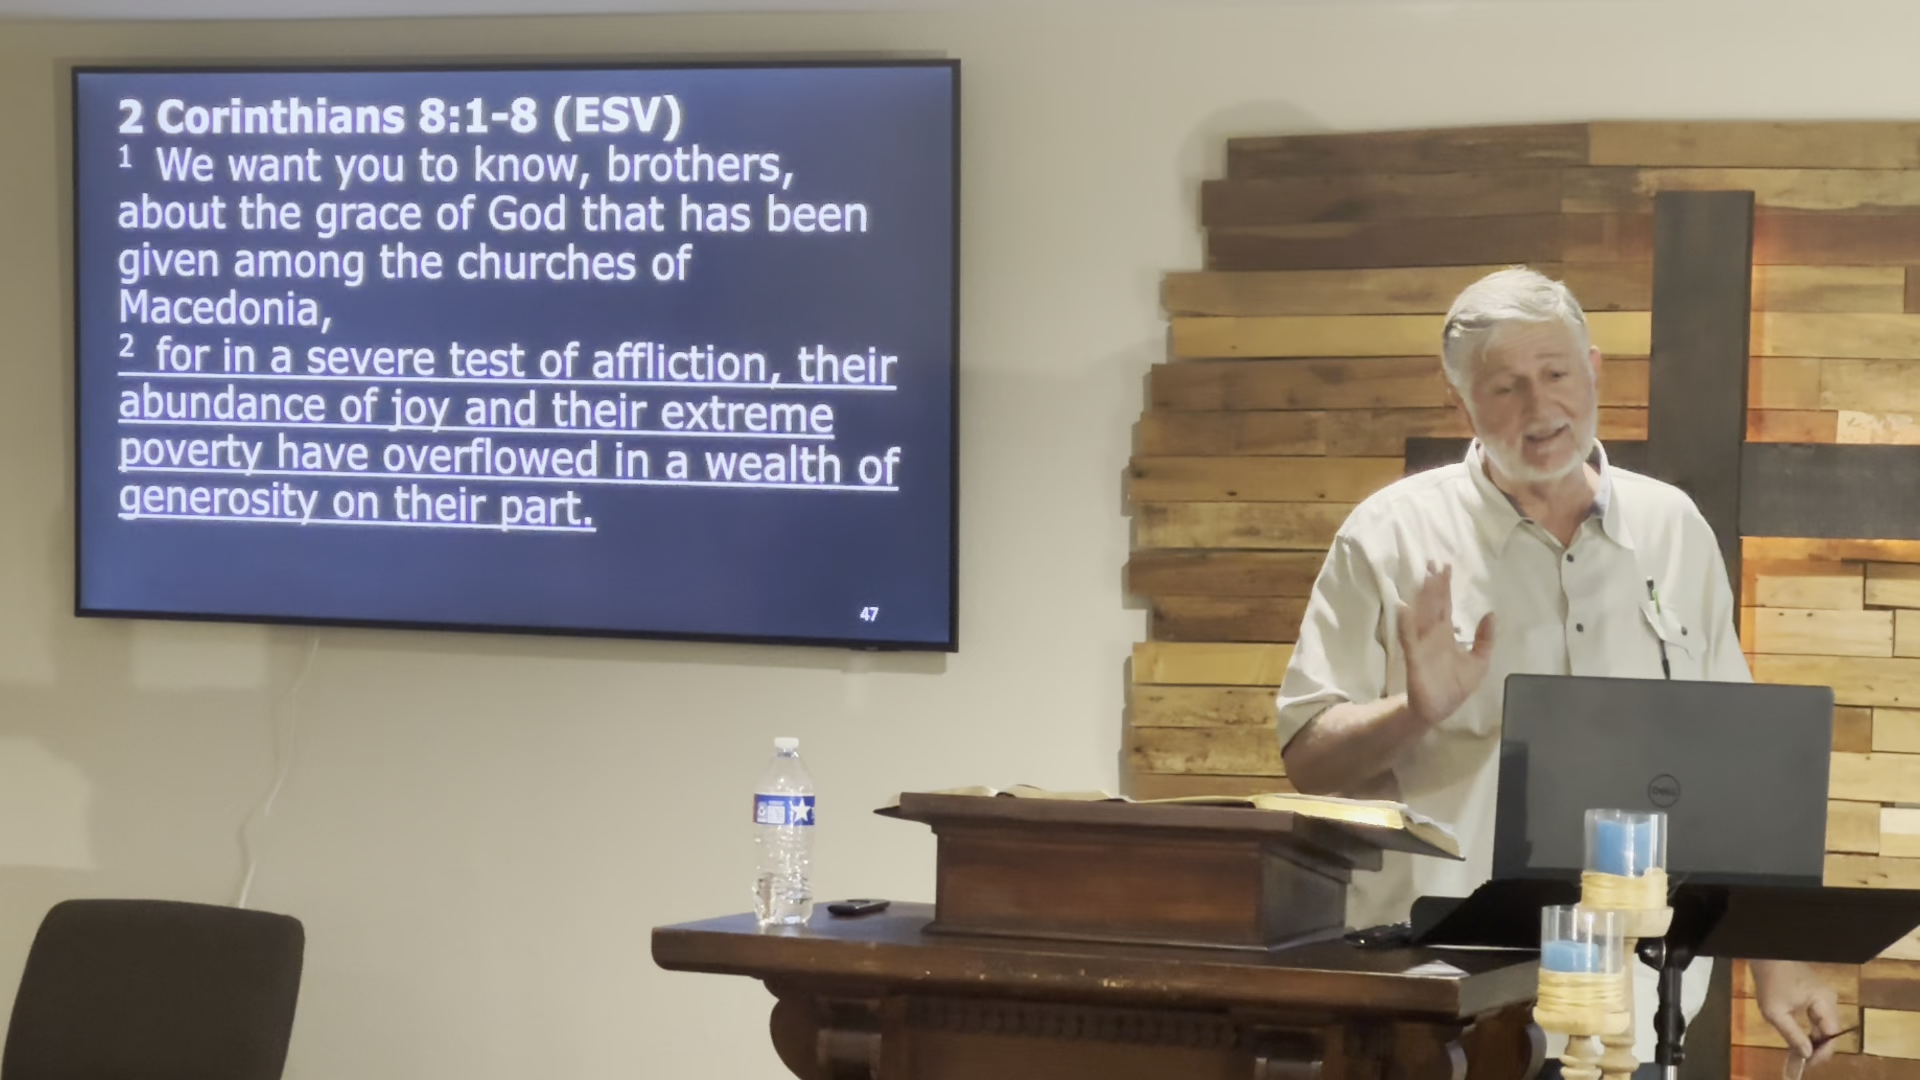 2 Corinthians 8:1-8 (ESV)
1 We want you to know, brothers,
about the grace of God that has been
given among the churches of
Macedonia,
2 for in a severe test of affliction, their
abundance of joy and their extreme
poverty have overflowed in a wealth of
generosity on their part.
47
DELL